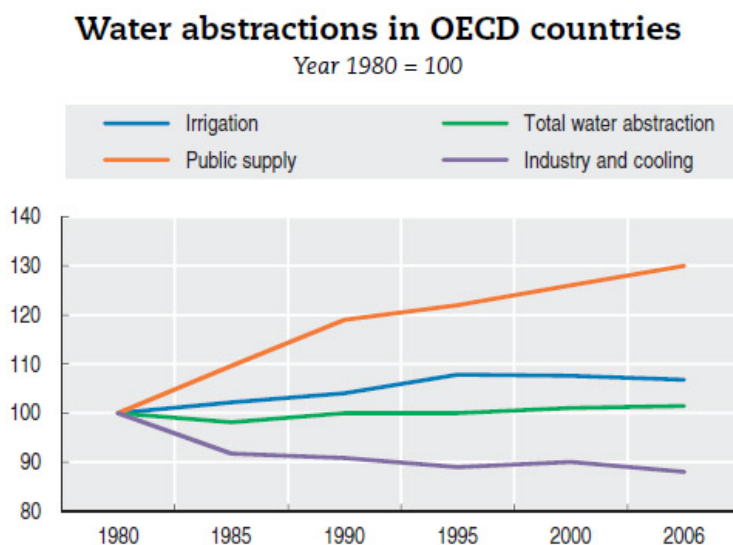 Water abstractions in OECD countries
Year 1980 = 100
Irrigation
Total water abstraction
Public supply
Industry and cooling
140
130
120
110
100
90
80
1980 1985 1990 1995 2000 2006